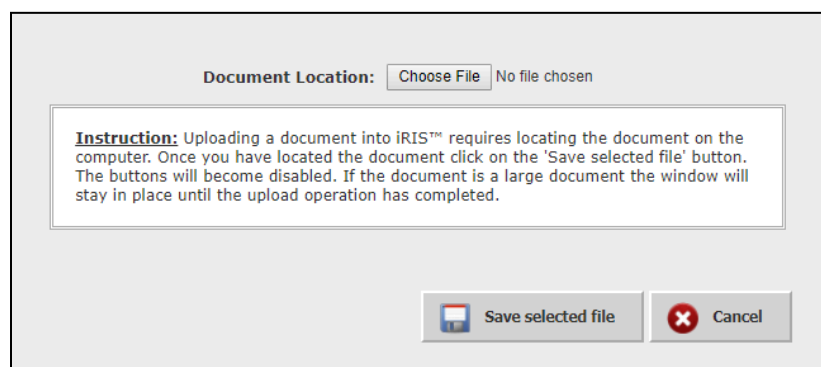 Document Location: Choose File No file chosen
Instruction: Uploading a document into iRIS™ requires locating the document on the
computer. Once you have located the document click on the 'Save selected file' button.
The buttons will become disabled. If the document is a large document the window will
stay in place until the upload operation has completed.
Save selected file Cancel